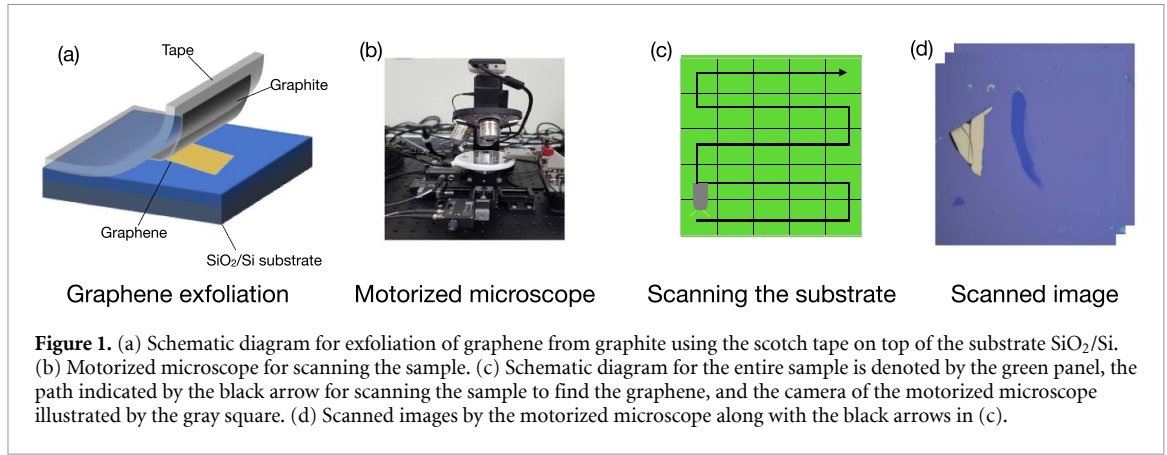 (a)
Tape
Graphite
Graphene
SiO₂/Si substrate
Graphene exfoliation
(b)
Motorized microscope
(c)
Scanning the substrate
(d)
Scanned image
Figure 1. (a) Schematic diagram for exfoliation of graphene from graphite using the scotch tape on top of the substrate SiO₂/Si.
(b) Motorized microscope for scanning the sample. (c) Schematic diagram for the entire sample is denoted by the green panel, the
path indicated by the black arrow for scanning the sample to find the graphene, and the camera of the motorized microscope
illustrated by the gray square. (d) Scanned images by the motorized microscope along with the black arrows in (c).